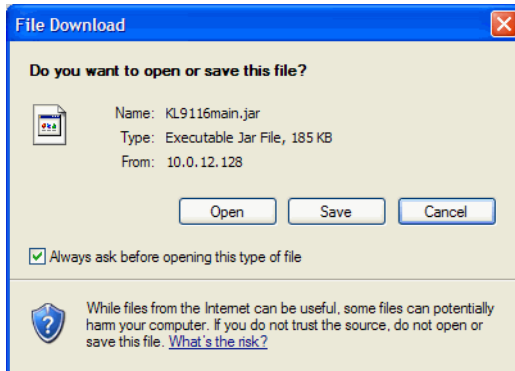 File Download
Do you want to open or save this file?
Name: KL9116main.jar
Type: Executable Jar File, 185 KB
From: 10.0.12.128
Open Save Cancel
Always ask before opening this type of file
While files from the Internet can be useful, some files can potentially
harm your computer. If you do not trust the source, do not open or
save this file. What's the risk?